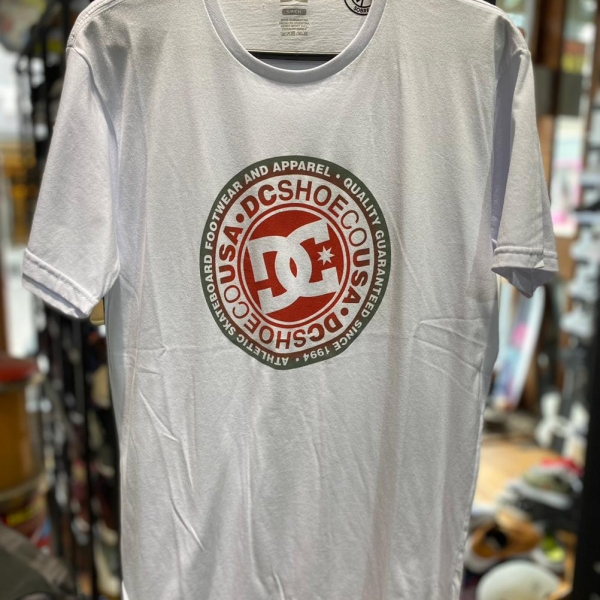 ATHLETIC SKATEBOARD FOOTWEAR AND APPAREL • QUALITY GUARANTEED SINCE 1994 •
DCSHOECOUSA • DCSHOECOUSA •
DC